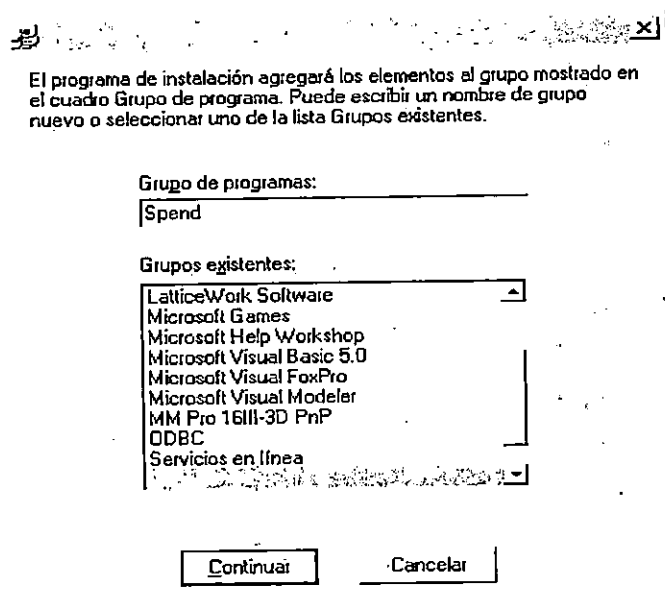 El programa de instalación agregará los elementos al grupo mostrado en
el cuadro Grupo de programa. Puede escribir un nombre de grupo
nuevo o seleccionar uno de la lista Grupos existentes.
Grupo de programas:
Spend
Grupos existentes:
LatticeWork Software
Microsoft Games
Microsoft Help Workshop
Microsoft Visual Basic 5.0
Microsoft Visual FoxPro
Microsoft Visual Modeler
MM Pro 16III-3D PnP
ODBC
Servicios en línea
Continuar
Cancelar